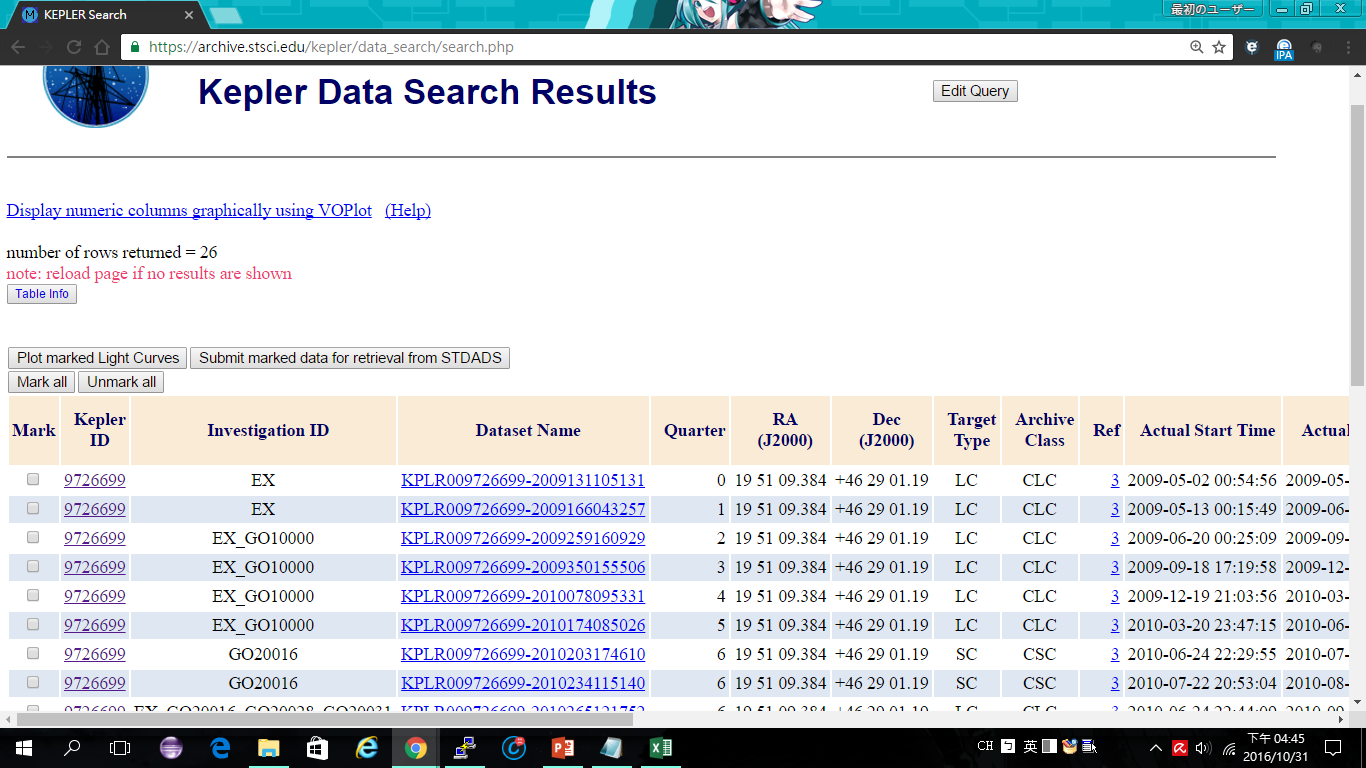 KEPLER Search
最初のユーザー
https://archive.stsci.edu/kepler/data_search/search.php
IPA
Kepler Data Search Results
Edit Query
Display numeric columns graphically using VOPlot (Help)
number of rows returned = 26
note: reload page if no results are shown
Table Info
Plot marked Light Curves Submit marked data for retrieval from STDADS
Mark all Unmark all
Mark Kepler ID Investigation ID Dataset Name Quarter RA (J2000) Dec (J2000) Target Type Archive Class Ref Actual Start Time Actual
9726699 EX KPLR009726699-2009131105131 0 19 51 09.384 +46 29 01.19 LC CLC 3 2009-05-02 00:54:56 2009-05-
9726699 EX KPLR009726699-2009166043257 1 19 51 09.384 +46 29 01.19 LC CLC 3 2009-05-13 00:15:49 2009-06-
9726699 EX_GO10000 KPLR009726699-2009259160929 2 19 51 09.384 +46 29 01.19 LC CLC 3 2009-06-20 00:25:09 2009-09-
9726699 EX_GO10000 KPLR009726699-2009350155506 3 19 51 09.384 +46 29 01.19 LC CLC 3 2009-09-18 17:19:58 2009-12-
9726699 EX_GO10000 KPLR009726699-2010078095331 4 19 51 09.384 +46 29 01.19 LC CLC 3 2009-12-19 21:03:56 2010-03-
9726699 EX_GO10000 KPLR009726699-2010174085026 5 19 51 09.384 +46 29 01.19 LC CLC 3 2010-03-20 23:47:15 2010-06-
9726699 GO20016 KPLR009726699-2010203174610 6 19 51 09.384 +46 29 01.19 SC CSC 3 2010-06-24 22:29:55 2010-07-
9726699 GO20016 KPLR009726699-2010234115140 6 19 51 09.384 +46 29 01.19 SC CSC 3 2010-07-22 20:53:04 2010-08-
CH 英
下午 04:45
2016/10/31